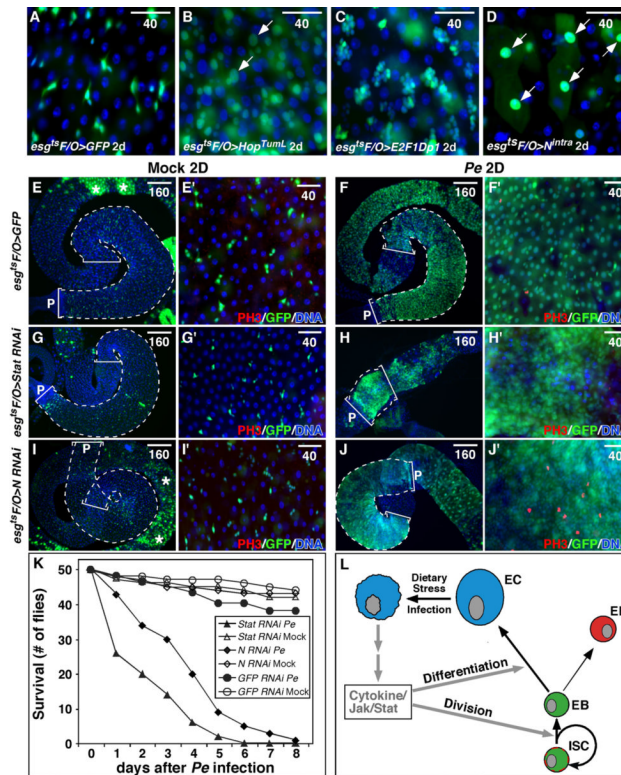 A 40
B 40
C 40
D 40
esgtsF/O>GFP 2d
esgtsF/O>HopTumL 2d
esgtsF/O>E2F1Dp1 2d
esgtsF/O>Nintra 2d
Mock 2D
Pe 2D
esgtsF/O>GFP
E 160
*
*
P
E' 40
PH3/GFP/DNA
F 160
P
F' 40
PH3/GFP/DNA
esgtsF/O>Stat RNAi
G 160
P
G' 40
PH3/GFP/DNA
H 160
P
H' 40
PH3/GFP/DNA
esgtsF/O>N RNAi
I 160
P
*
*
I' 40
PH3/GFP/DNA
J 160
P
J' 40
PH3/GFP/DNA
K
Survival (# of flies)
50
40
30
20
10
0
0 1 2 3 4 5 6 7 8
days after Pe infection
Stat RNAi Pe
Stat RNAi Mock
N RNAi Pe
N RNAi Mock
GFP RNAi Pe
GFP RNAi Mock
L
Dietary
Stress
Infection
EC
Differentiation
Cytokine/
Jak/Stat
Division
EB
ISC